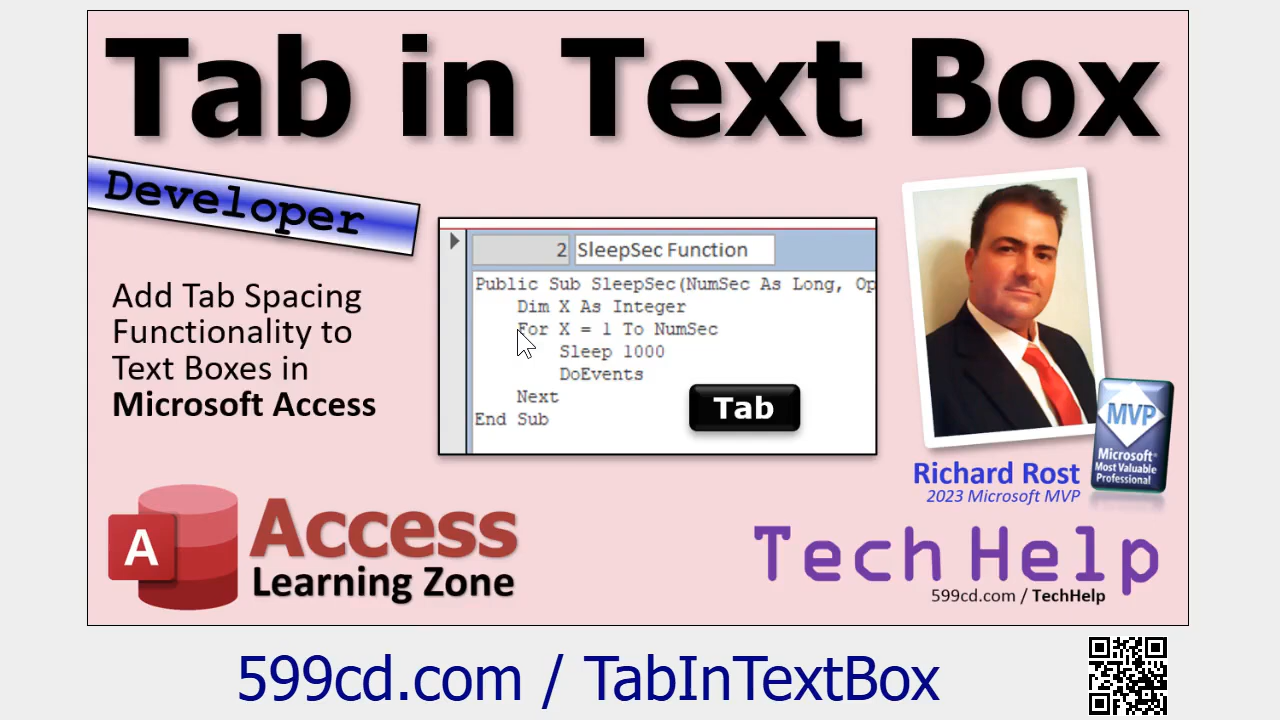 Tab in Text Box
Developer
Add Tab Spacing
Functionality to
Text Boxes in
Microsoft Access
2 SleepSec Function
Public Sub SleepSec(NumSec As Long, Op
Dim X As Integer
For X = 1 To NumSec
Sleep 1000
DoEvents
Next
End Sub
Tab
MVP
Microsoft
Most Valuable
Professional
Richard Rost
2023 Microsoft MVP
A
Access
Learning Zone
Tech Help
599cd.com / TechHelp
599cd.com / TabInTextBox